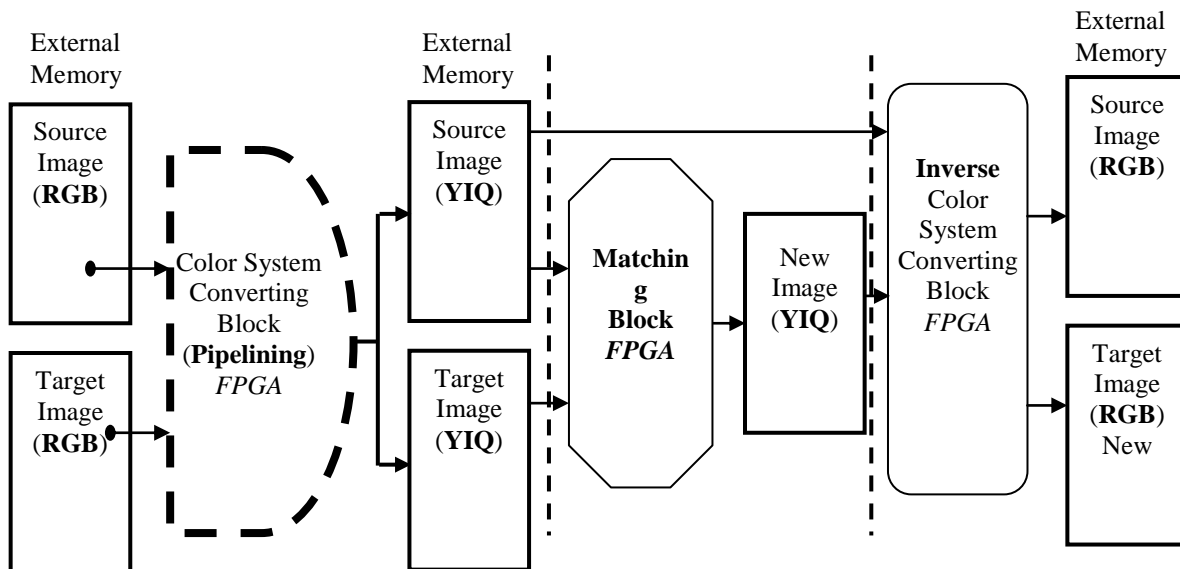 External
Memory
Source
Image
(RGB)
Target
Image
(RGB)
Color System
Converting
Block
(Pipelining)
FPGA
External
Memory
Source
Image
(YIQ)
Target
Image
(YIQ)
Matchin
g
Block
FPGA
New
Image
(YIQ)
Inverse
Color
System
Converting
Block
FPGA
External
Memory
Source
Image
(RGB)
Target
Image
(RGB)
New